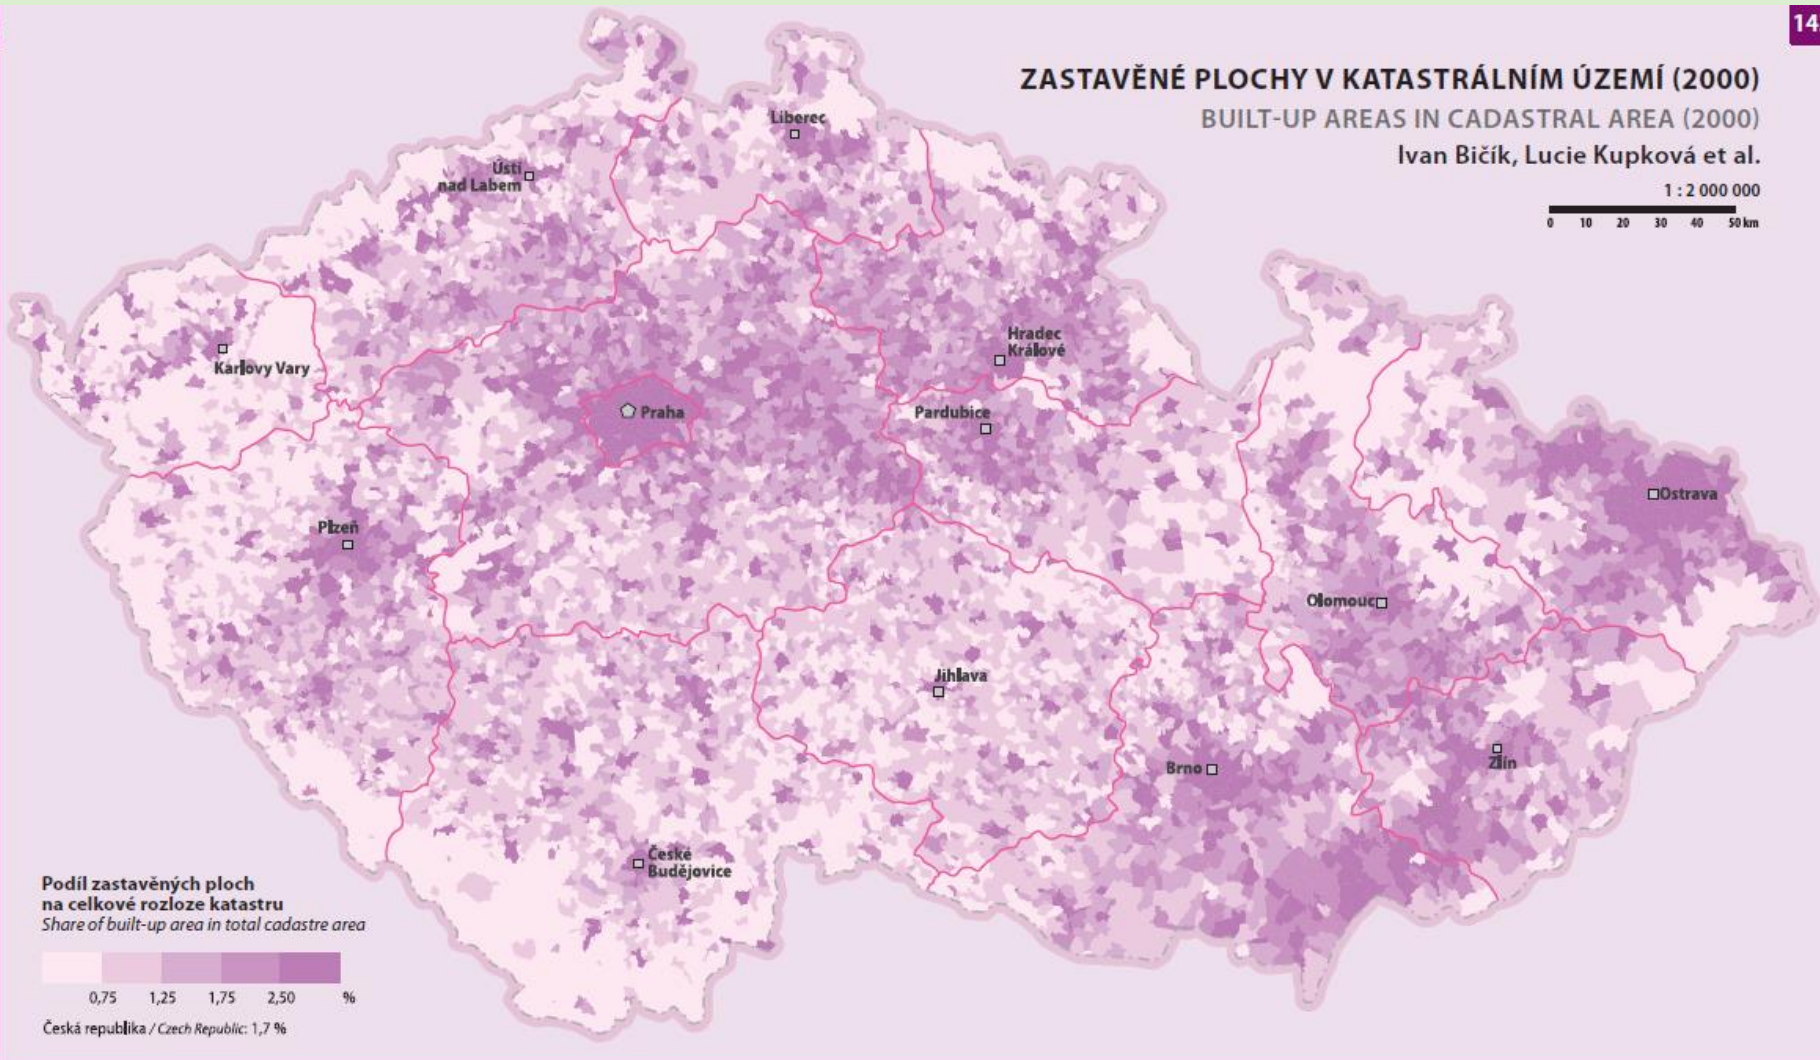 14
ZASTAVĚNÉ PLOCHY V KATASTRÁLNÍM ÚZEMÍ (2000)
BUILT-UP AREAS IN CADASTRAL AREA (2000)
Ivan Bičík, Lucie Kupková et al.
1 : 2 000 000
0 10 20 30 40 50 km
Liberec
Ústí
nad Labem
Karlovy Vary
Hradec
Králové
Praha
Pardubice
Ostrava
Plzeň
Olomouc
Jihlava
Brno
Zlín
České
Budějovice
Podíl zastavěných ploch
na celkové rozloze katastru
Share of built-up area in total cadastre area
0,75 1,25 1,75 2,50 %
Česká republika / Czech Republic: 1,7 %